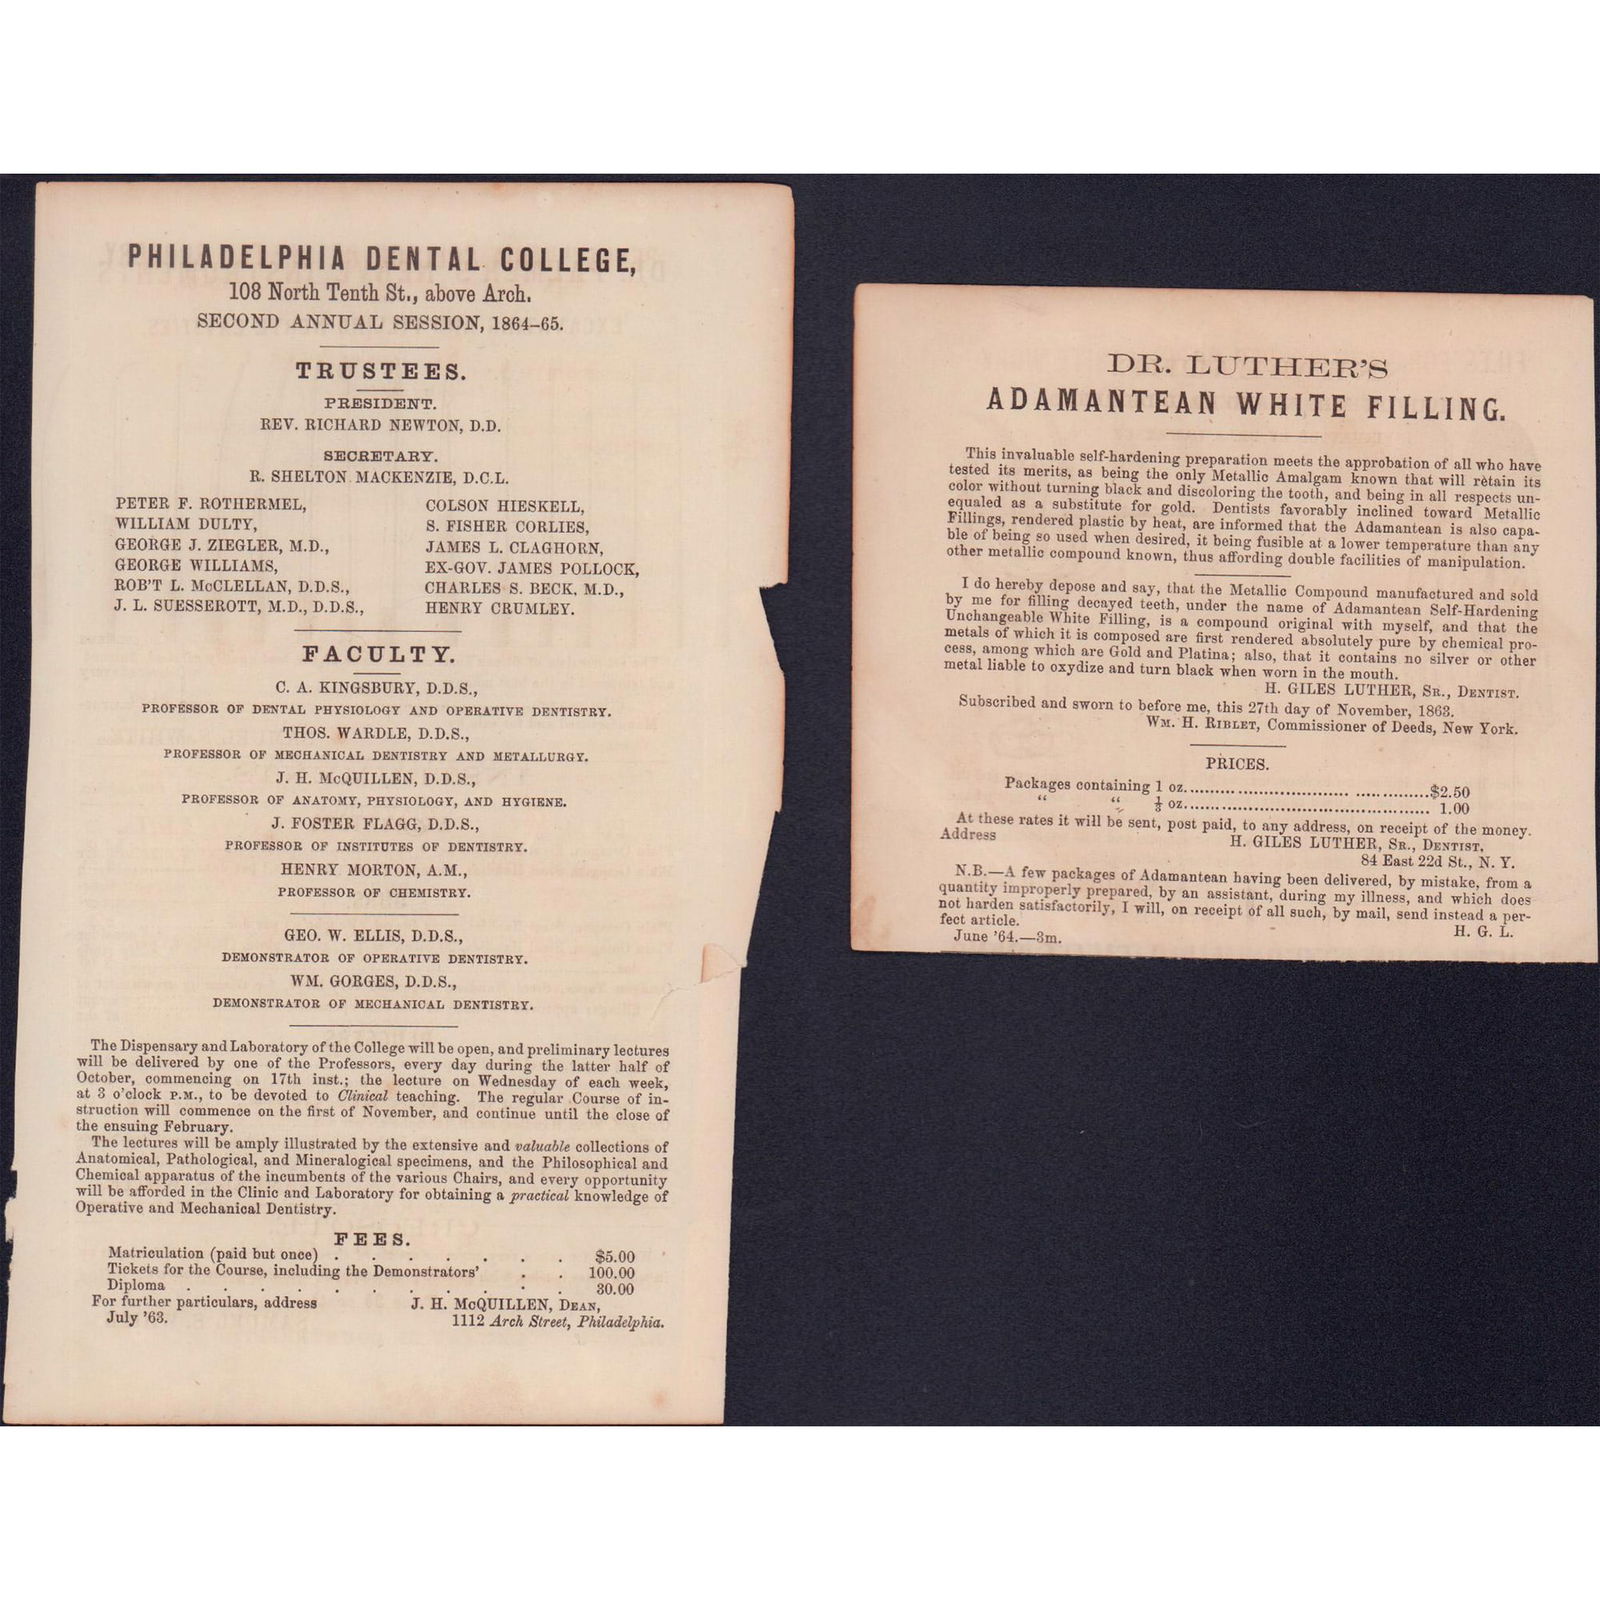 PHILADELPHIA DENTAL COLLEGE,
108 North Tenth St., above Arch.
SECOND ANNUAL SESSION, 1864–65.
TRUSTEES.
PRESIDENT.
REV. RICHARD NEWTON, D.D.
SECRETARY.
R. SHELTON MACKENZIE, D.C.L.
PETER F. ROTHERMEL,
WILLIAM DULTY,
GEORGE J. ZIEGLER, M.D.,
GEORGE WILLIAMS,
ROB'T L. McCLELLAN, D.D.S.,
J. L. SUESSEROTT, M.D., D.D.S.,
COLSON HIESKELL,
S. FISHER CORLIES,
JAMES L. CLAGHORN,
EX-GOV. JAMES POLLOCK,
CHARLES S. BECK, M.D.,
HENRY CRUMLEY.
FACULTY.
C. A. KINGSBURY, D.D.S.,
PROFESSOR OF DENTAL PHYSIOLOGY AND OPERATIVE DENTISTRY.
THOS. WARDLE, D.D.S.,
PROFESSOR OF MECHANICAL DENTISTRY AND METALLURGY.
J. H. McQUILLEN, D.D.S.,
PROFESSOR OF ANATOMY, PHYSIOLOGY, AND HYGIENE.
J. FOSTER FLAGG, D.D.S.,
PROFESSOR OF INSTITUTES OF DENTISTRY.
HENRY MORTON, A.M.,
PROFESSOR OF CHEMISTRY.
GEO. W. ELLIS, D.D.S.,
DEMONSTRATOR OF OPERATIVE DENTISTRY.
WM. GORGES, D.D.S.,
DEMONSTRATOR OF MECHANICAL DENTISTRY.
The Dispensary and Laboratory of the College will be open, and preliminary lectures
will be delivered by one of the Professors, every day during the latter half of
October, commencing on 17th inst.; the lecture on Wednesday of each week,
at 3 o'clock P.M., to be devoted to Clinical teaching. The regular Course of in-
struction will commence on the first of November, and continue until the close of
the ensuing February.
The lectures will be amply illustrated by the extensive and valuable collections of
Anatomical, Pathological, and Mineralogical specimens, and the Philosophical and
Chemical apparatus of the incumbents of the various Chairs, and every opportunity
will be afforded in the Clinic and Laboratory for obtaining a practical knowledge of
Operative and Mechanical Dentistry.
FEES.
Matriculation (paid but once) . . . . . . . $5.00
Tickets for the Course, including the Demonstrators' . . 100.00
Diploma . . . . . . . . . . . 30.00
For further particulars, address J. H. McQUILLEN, DEAN,
July '63. 1112 Arch Street, Philadelphia.
DR. LUTHER'S
ADAMANTEAN WHITE FILLING.
This invaluable self-hardening preparation meets the approbation of all who have
tested its merits, as being the only Metallic Amalgam known that will retain its
color without turning black and discoloring the tooth, and being in all respects un-
equaled as a substitute for gold. Dentists favorably inclined toward Metallic
Fillings, rendered plastic by heat, are informed that the Adamantean is also capa-
ble of being so used when desired, it being fusible at a lower temperature than any
other metallic compound known, thus affording double facilities of manipulation.
I do hereby depose and say, that the Metallic Compound manufactured and sold
by me for filling decayed teeth, under the name of Adamantean Self-Hardening
Unchangeable White Filling, is a compound original with myself, and that the
metals of which it is composed are first rendered absolutely pure by chemical pro-
cess, among which are Gold and Platina; also, that it contains no silver or other
metal liable to oxydize and turn black when worn in the mouth.
H. GILES LUTHER, SR., DENTIST.
Subscribed and sworn to before me, this 27th day of November, 1863.
WM. H. RIBLET, Commissioner of Deeds, New York.
PRICES.
Packages containing 1 oz.......................................................$2.50
" " ⅓ oz....................................................... 1.00
At these rates it will be sent, post paid, to any address, on receipt of the money.
Address H. GILES LUTHER, SR., DENTIST,
84 East 22d St., N. Y.
N.B.—A few packages of Adamantean having been delivered, by mistake, from a
quantity improperly prepared, by an assistant, during my illness, and which does
not harden satisfactorily, I will, on receipt of all such, by mail, send instead a per-
fect article. H. G. L.
June '64.—3m.